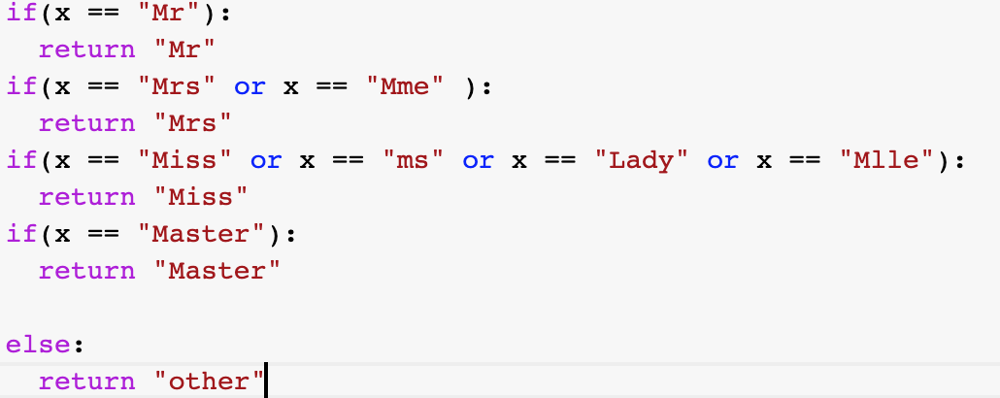 if(x == "Mr"):
  return "Mr"
if(x == "Mrs" or x == "Mme" ):
  return "Mrs"
if(x == "Miss" or x == "ms" or x == "Lady" or x == "Mlle"):
  return "Miss"
if(x == "Master"):
  return "Master"

else:
  return "other"